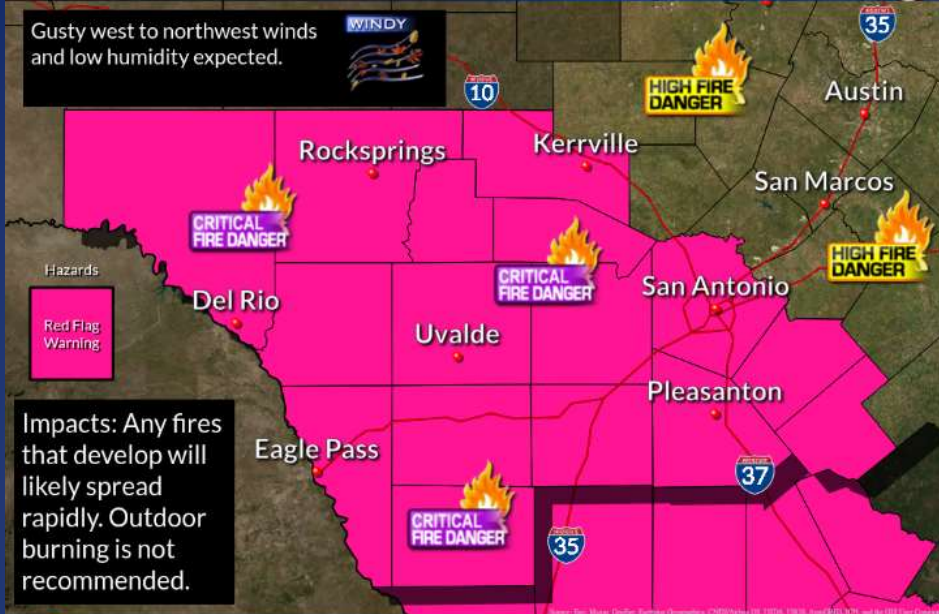 Gusty west to northwest winds
and low humidity expected.
WINDY
35
10
HIGH FIRE
DANGER
Austin
Rocksprings
Kerrville
San Marcos
CRITICAL
FIRE DANGER
HIGH FIRE
DANGER
CRITICAL
FIRE DANGER
Hazards
Red Flag
Warning
Del Rio
San Antonio
Uvalde
Pleasanton
Impacts: Any fires
that develop will
likely spread
rapidly. Outdoor
burning is not
recommended.
Eagle Pass
37
CRITICAL
FIRE DANGER
35